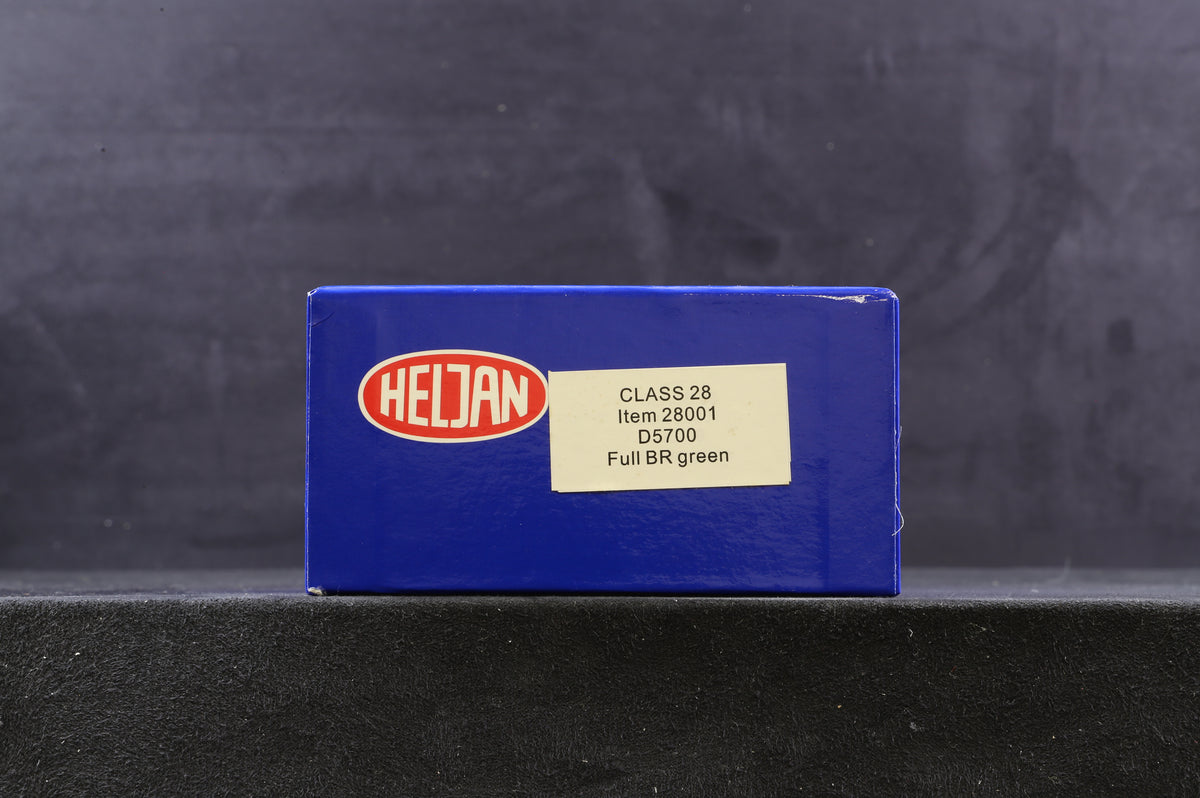 HELJAN
CLASS 28
Item 28001
D5700
Full BR green